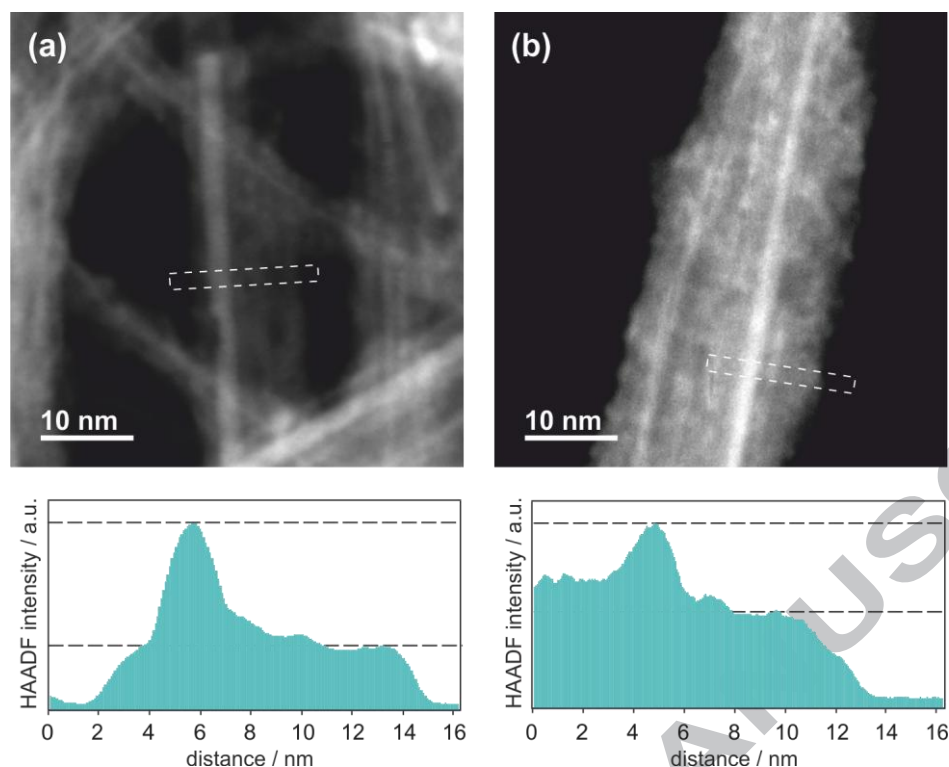 (a)
(b)
10 nm
10 nm
HAADF intensity / a.u.
0 2 4 6 8 10 12 14 16
distance / nm
HAADF intensity / a.u.
0 2 4 6 8 10 12 14 16
distance / nm